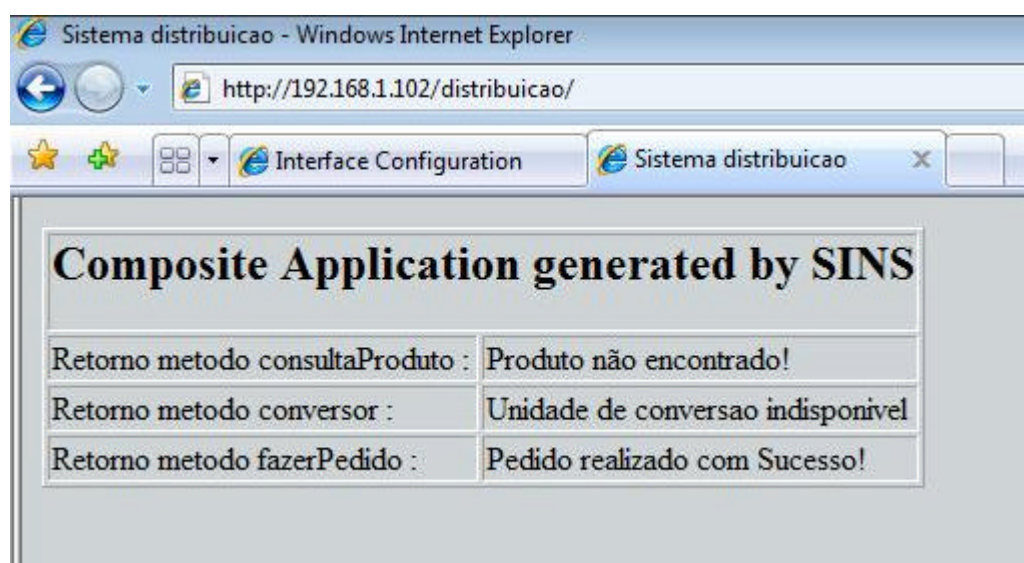 Sistema distribuicao - Windows Internet Explorer
http://192.168.1.102/distribuicao/
Interface Configuration Sistema distribuicao
Composite Application generated by SINS
Retorno metodo consultaProduto : Produto não encontrado!
Retorno metodo conversor : Unidade de conversao indisponivel
Retorno metodo fazerPedido : Pedido realizado com Sucesso!